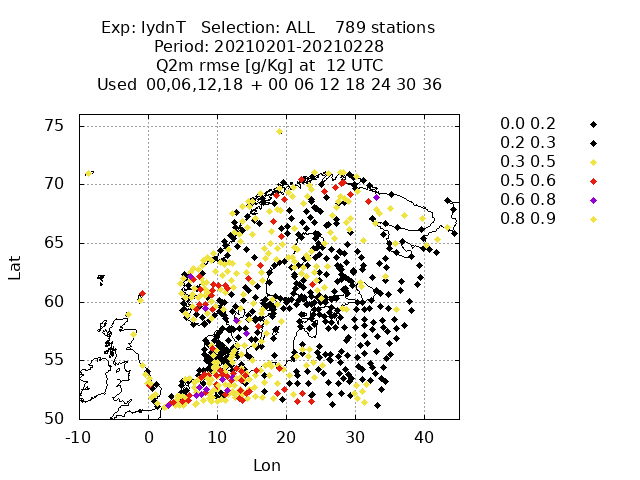 Exp: lydnT Selection: ALL 789 stations
Period: 20210201-20210228
Q2m rmse [g/Kg] at 12 UTC
Used 00,06,12,18 + 00 06 12 18 24 30 36
75
70
65
60
55
50
Lat
-10 0 10 20 30 40
Lon
0.0 0.2
0.2 0.3
0.3 0.5
0.5 0.6
0.6 0.8
0.8 0.9